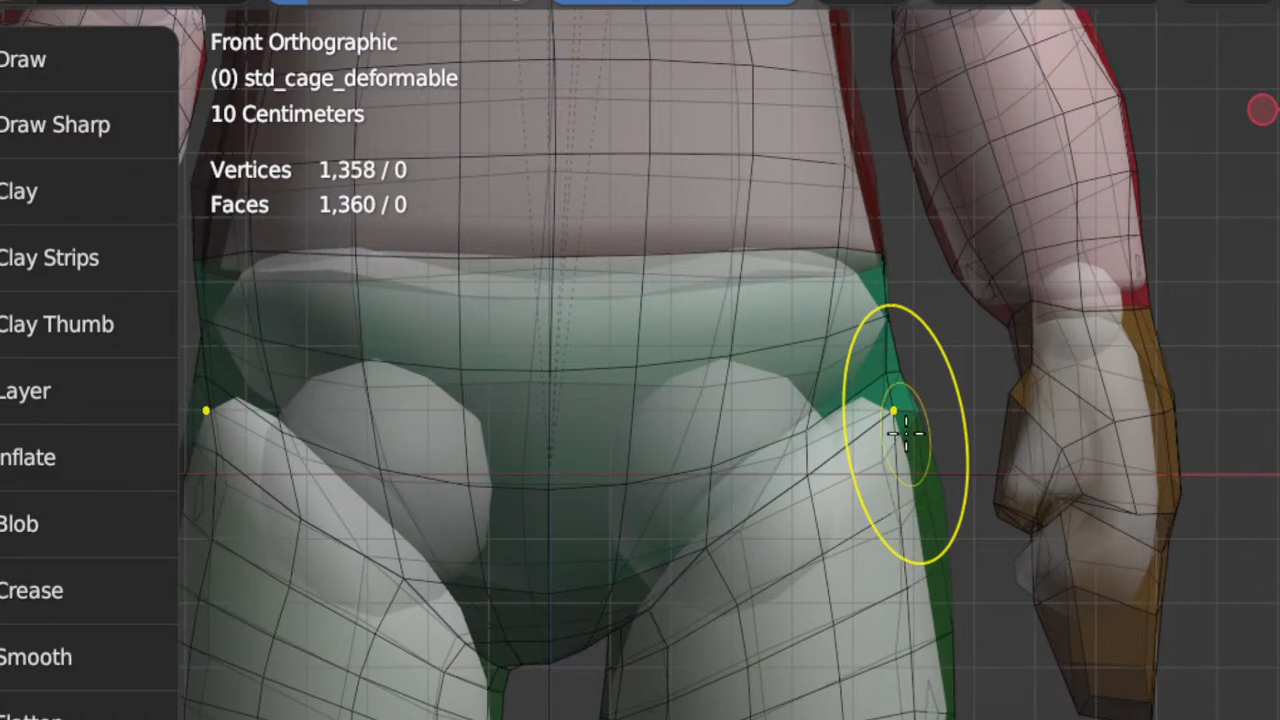 Draw
Draw Sharp
Clay
Clay Strips
Clay Thumb
Layer
nflate
Blob
Crease
Smooth
Front Orthographic
(0) std_cage_deformable
10 Centimeters
Vertices 1,358 / 0
Faces 1,360 / 0